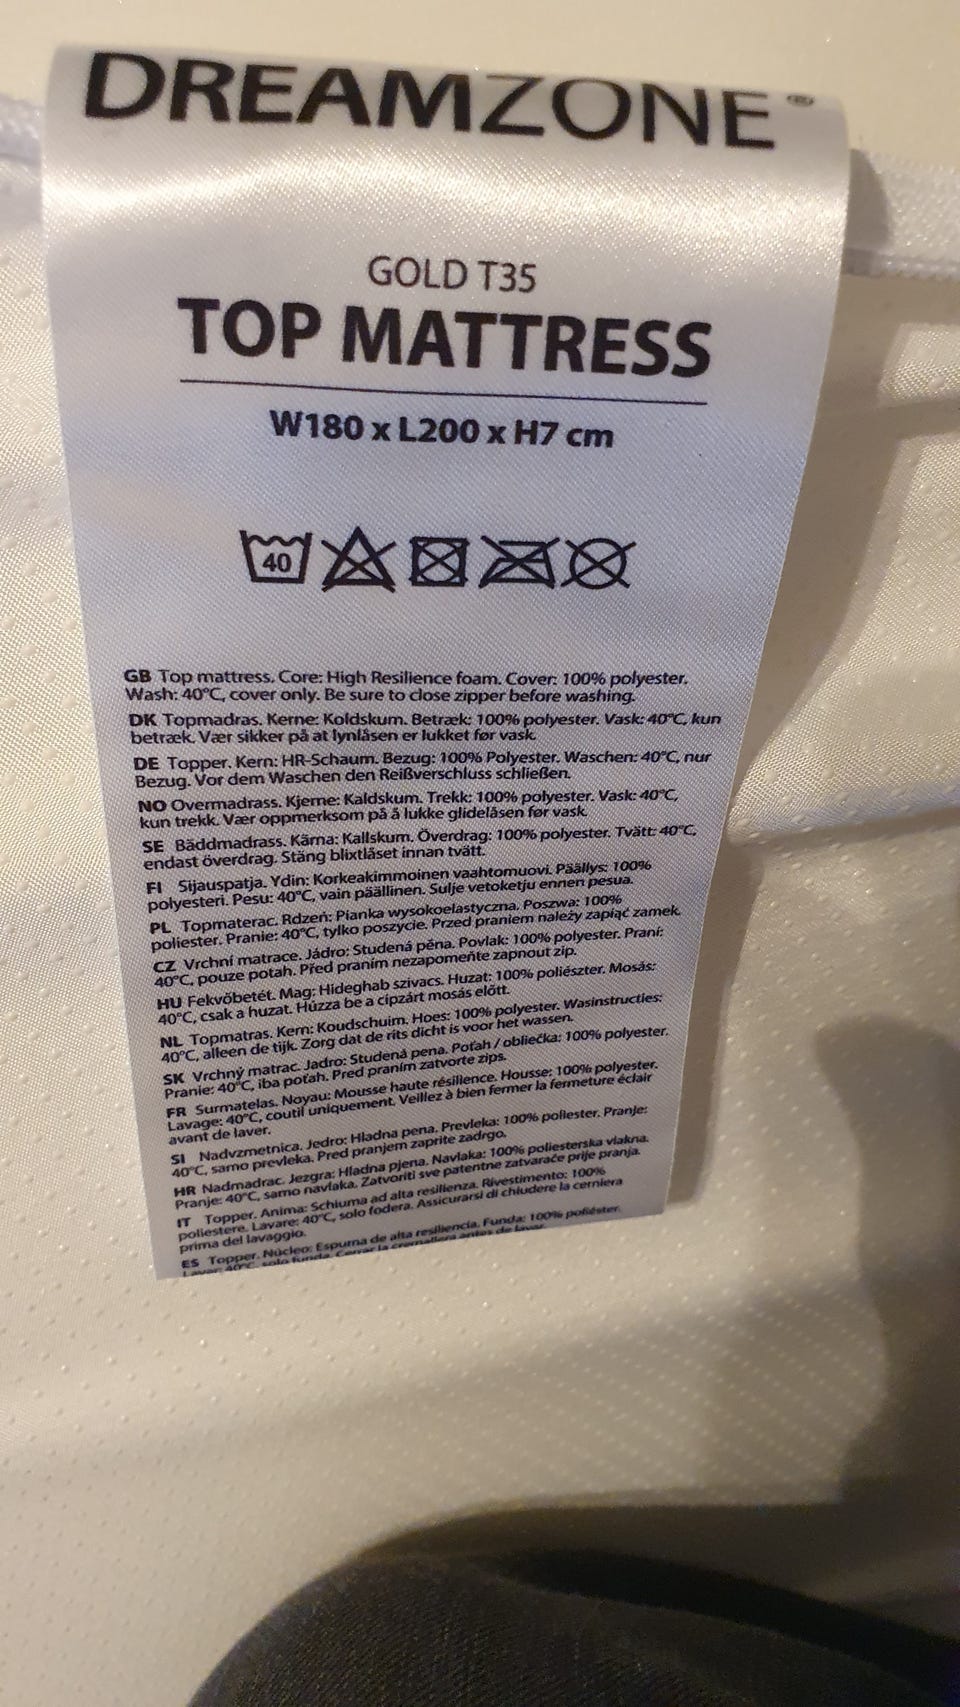 DREAMZONE®
GOLD T35
TOP MATTRESS
W180 x L200 x H7 cm
40
GB Top mattress. Core: High Resilience foam. Cover: 100% polyester.
Wash: 40°C, cover only. Be sure to close zipper before washing.
DK Topmadras. Kerne: Koldskum. Betræk: 100% polyester. Vask: 40°C, kun
betræk. Vær sikker på at lynlåsen er lukket før vask.
DE Topper. Kern: HR-Schaum. Bezug: 100% Polyester. Waschen: 40°C, nur
Bezug. Vor dem Waschen den Reißverschluss schließen.
NO Overmadrass. Kjerne: Kaldskum. Trekk: 100% polyester. Vask: 40°C,
kun trekk. Vær oppmerksom på å lukke glidelåsen før vask.
SE Bäddmadrass. Kärna: Kallskum. Överdrag: 100% polyester. Tvätt: 40°C,
endast överdrag. Stäng blixtlåset innan tvätt.
FI Sijauspatja. Ydin: Korkeakimmoinen vaahtomuovi. Päällys: 100%
polyesteri. Pesu: 40°C, vain päällinen. Sulje vetoketju ennen pesua.
PL Topmaterac. Rdzeń: Pianka wysokoelastyczna. Poszwa: 100%
poliester. Pranie: 40°C, tylko poszycie. Przed praniem należy zapiąć zamek.
CZ Vrchní matrace. Jádro: Studená pěna. Povlak: 100% polyester. Praní:
40°C, pouze potah. Před praním nezapomeňte zapnout zip.
HU Fekvőbetét. Mag: Hideghab szivacs. Huzat: 100% poliészter. Mosás:
40°C, csak a huzat. Húzza be a cipzárt mosás előtt.
NL Topmatras. Kern: Koudschuim. Hoes: 100% polyester. Wasinstructies:
40°C, alleen de tijk. Zorg dat de rits dicht is voor het wassen.
SK Vrchný matrac. Jadro: Studená pena. Poťah / obliečka: 100% polyester.
Pranie: 40°C, iba poťah. Pred praním zatvorte zips.
FR Surmatelas. Noyau: Mousse haute résilience. Housse: 100% polyester.
Lavage: 40°C, coutil uniquement. Veillez à bien fermer la fermeture éclair
avant de laver.
SI Nadvzmetnica. Jedro: Hladna pena. Prevleka: 100% poliester. Pranje:
40°C, samo prevleka. Pred pranjem zaprite zadrgo.
HR Nadmadrac. Jezgra: Hladna pjena. Navlaka: 100% poliesterska vlakna.
Pranje: 40°C, samo navlaka. Zatvoriti sve patentne zatvarače prije pranja.
IT Topper. Anima: Schiuma ad alta resilienza. Rivestimento: 100%
poliestere. Lavare: 40°C, solo fodera. Assicurarsi di chiudere la cerniera
prima del lavaggio.
ES Topper. Núcleo: Espuma de alta resiliencia. Funda: 100% poliéster.
Lavar: 40°C, solo funda. Cerrar la cremallera antes de lavar.